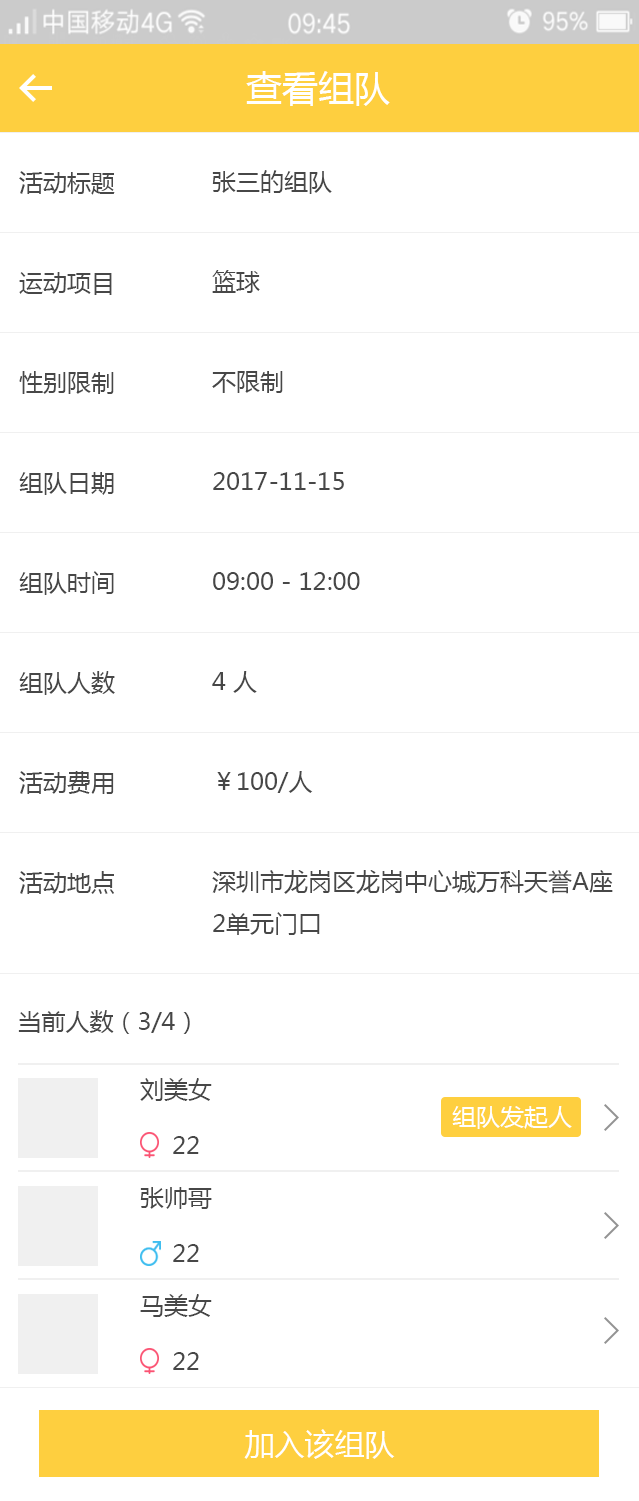 中国移动4G 09:45 95%
查看组队
活动标题 张三的组队
运动项目 篮球
性别限制 不限制
组队日期 2017-11-15
组队时间 09:00 - 12:00
组队人数 4 人
活动费用 ￥100/人
活动地点 深圳市龙岗区龙岗中心城万科天誉A座
2单元门口
当前人数（3/4）
刘美女
组队发起人
22
张帅哥
22
马美女
22
加入该组队